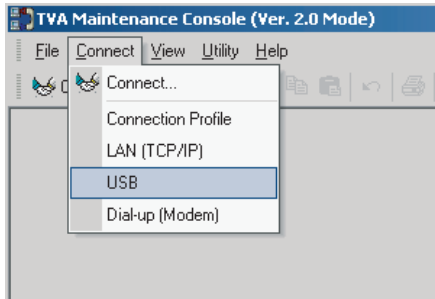 TVA Maintenance Console (Ver. 2.0 Mode)
File Connect View Utility Help
Connect...
Connection Profile
LAN (TCP/IP)
USB
Dial-up (Modem)